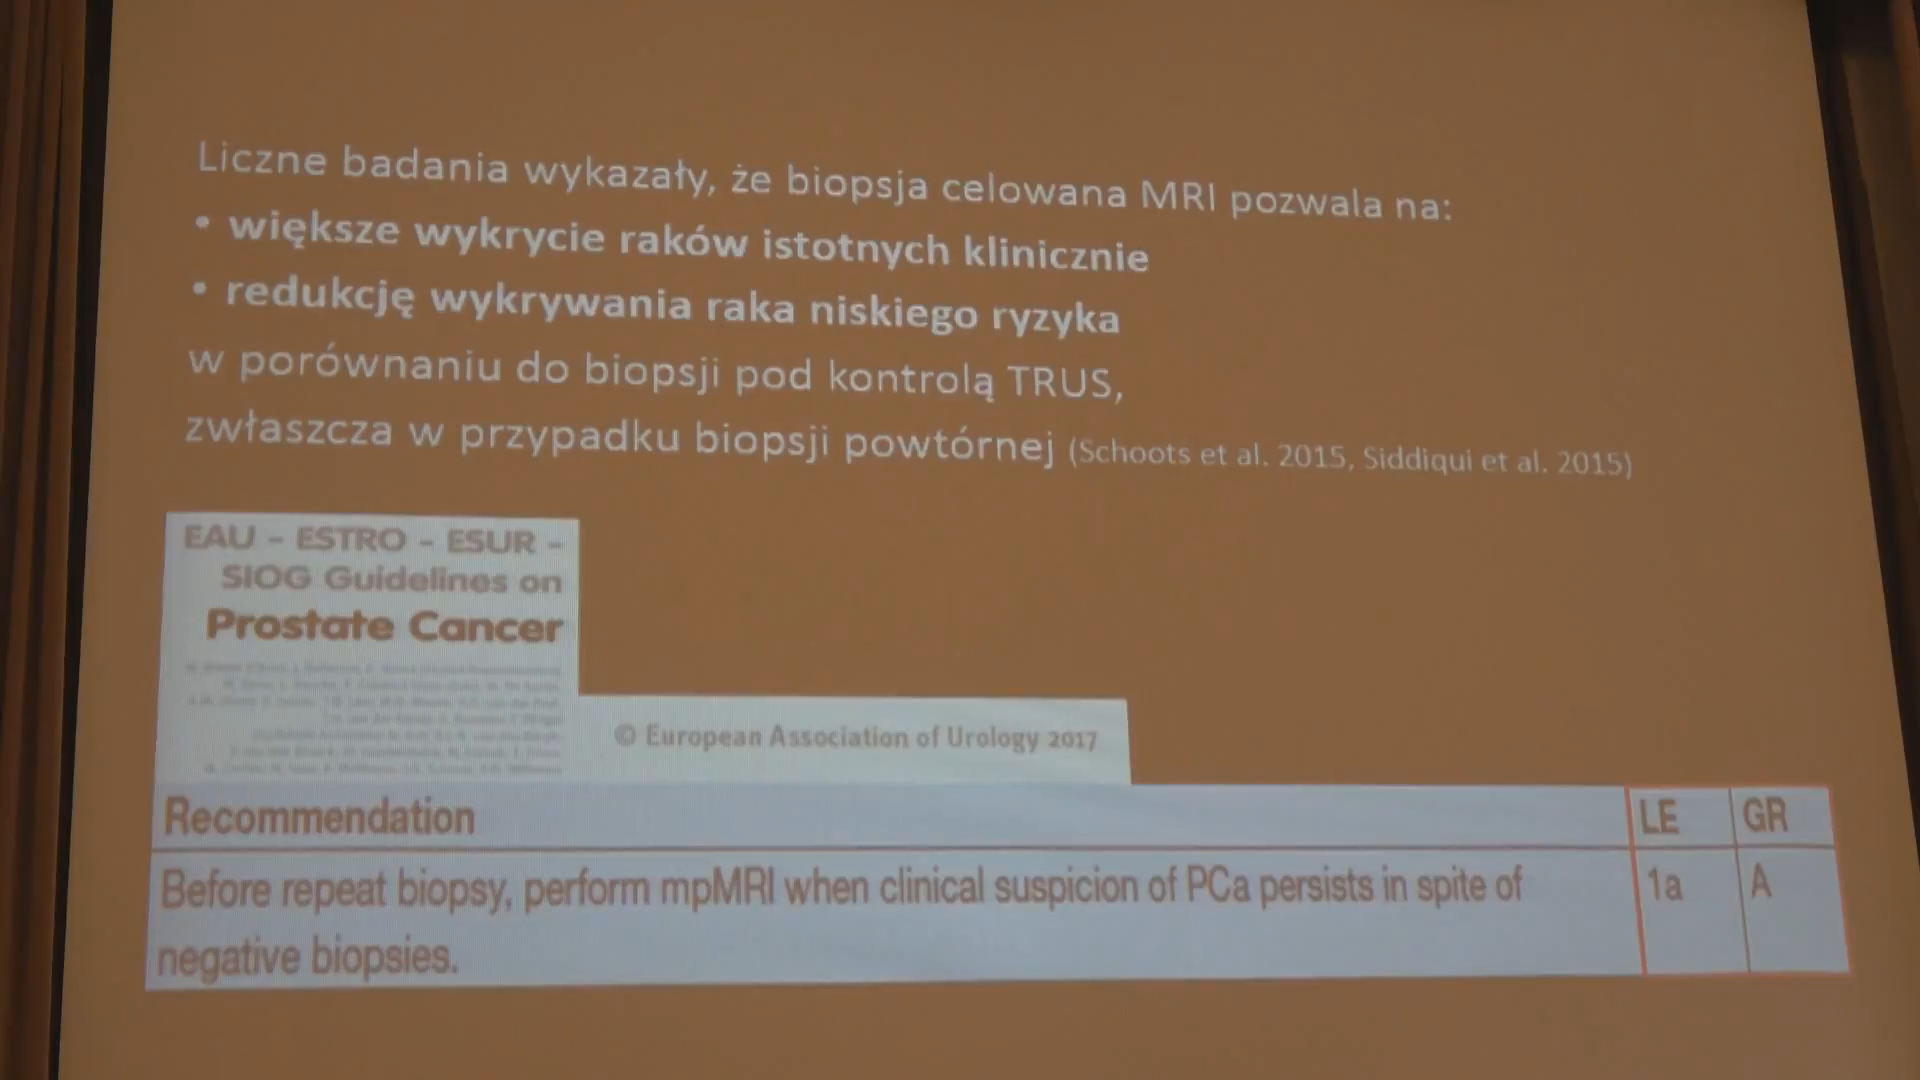 Liczne badania wykazały, że biopsja celowana MRI pozwala na:
• większe wykrycie raków istotnych klinicznie
• redukcję wykrywania raka niskiego ryzyka
w porównaniu do biopsji pod kontrolą TRUS,
zwłaszcza w przypadku biopsji powtórnej (Schoots et al. 2015, Siddiqui et al. 2015)
EAU - ESTRO - ESUR -
SIOG Guidelines on
Prostate Cancer
© European Association of Urology 2017
Recommendation LE GR
Before repeat biopsy, perform mpMRI when clinical suspicion of PCa persists in spite of 1a A
negative biopsies.